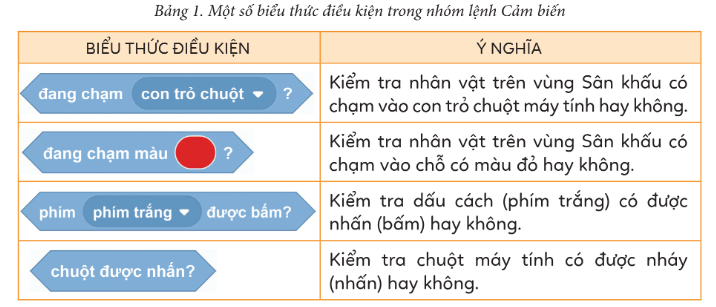 Bảng 1. Một số biểu thức điều kiện trong nhóm lệnh Cảm biến
BIỂU THỨC ĐIỀU KIỆN
Ý NGHĨA
đang chạm con trỏ chuột ?
Kiểm tra nhân vật trên vùng Sân khấu có
chạm vào con trỏ chuột máy tính hay không.
đang chạm màu ?
Kiểm tra nhân vật trên vùng Sân khấu có
chạm vào chỗ có màu đỏ hay không.
phím phím trắng được bấm?
Kiểm tra dấu cách (phím trắng) có được
nhấn (bấm) hay không.
chuột được nhấn?
Kiểm tra chuột máy tính có được nháy
(nhấn) hay không.